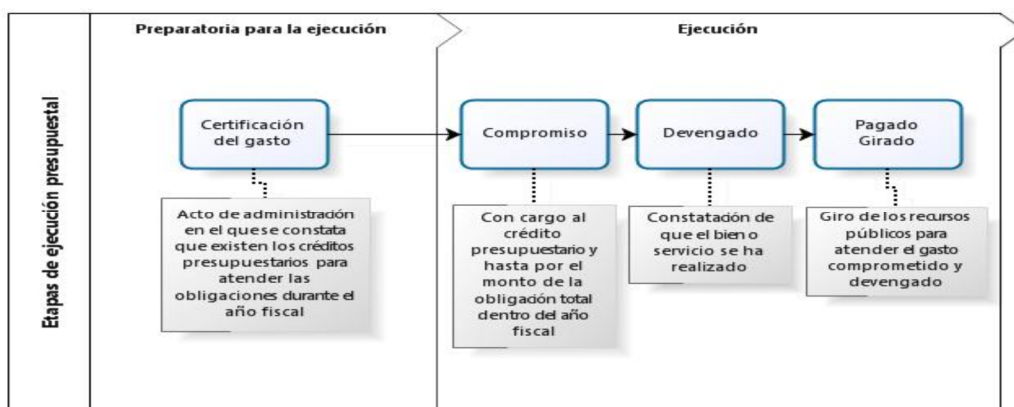 Etapas de ejecución presupuestal
Preparatoria para la ejecución
Ejecución
Certificación
del gasto
Compromiso
Devengado
Pagado
Girado
Acto de administración
en el que se constata
que existen los créditos
presupuestarios para
atender las
obligaciones durante el
año fiscal
Con cargo al
crédito
presupuestario y
hasta por el
monto de la
obligación total
dentro del año
fiscal
Constatación de
que el bien o
servicio se ha
realizado
Giro de los recursos
públicos para
atender el gasto
comprometido y
devengado